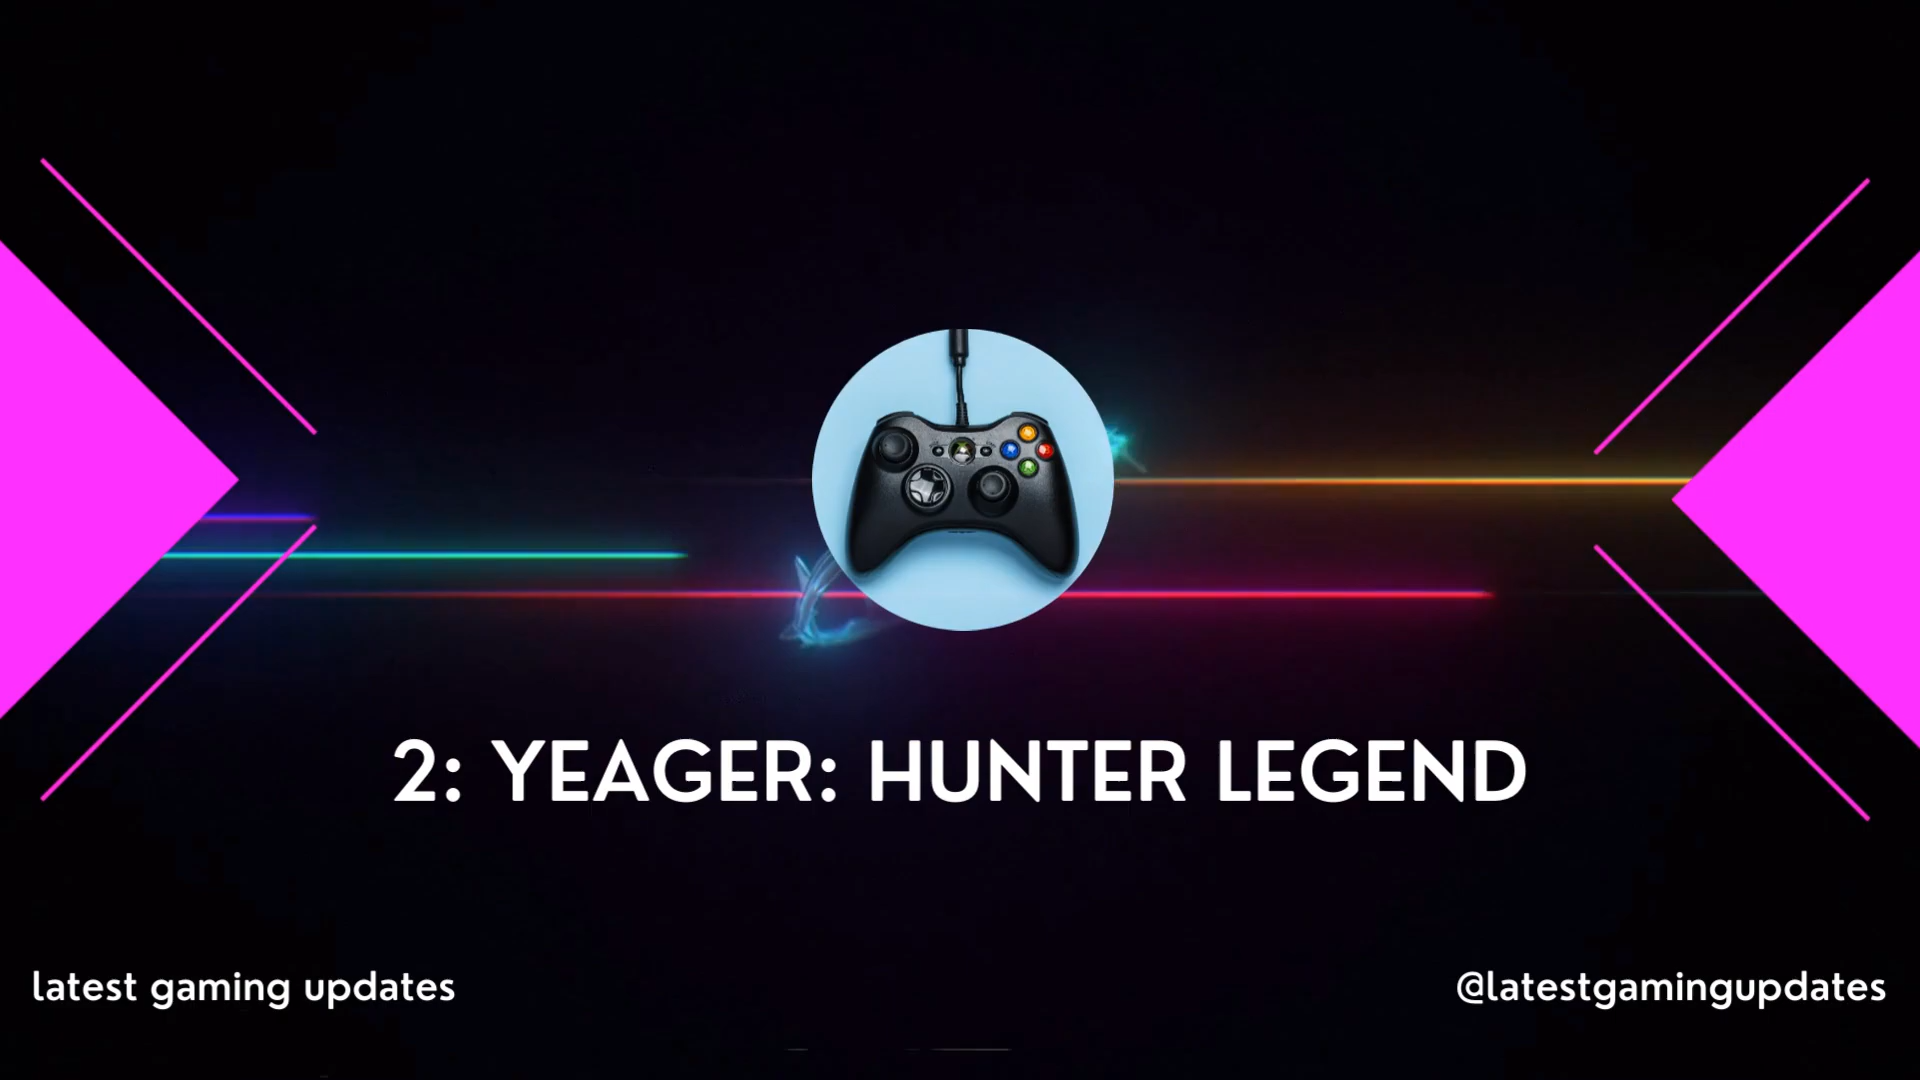 2: YEAGER: HUNTER LEGEND
latest gaming updates
@latestgamingupdates